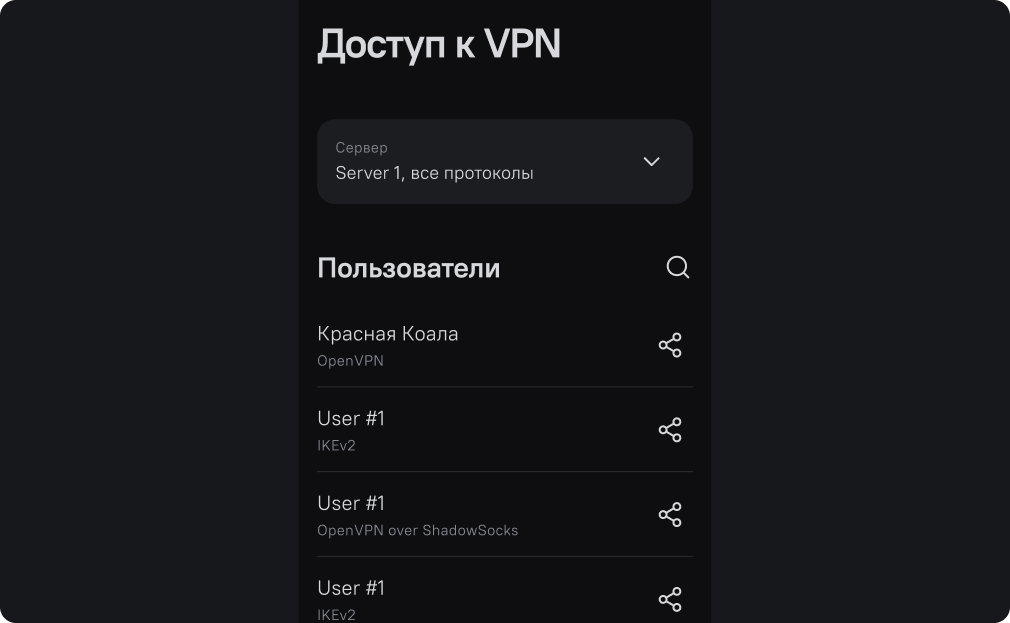 Доступ к VPN
Сервер
Server 1, все протоколы
Пользователи
Красная Коала
OpenVPN
User #1
IKEv2
User #1
OpenVPN over ShadowSocks
User #1
IKEv2